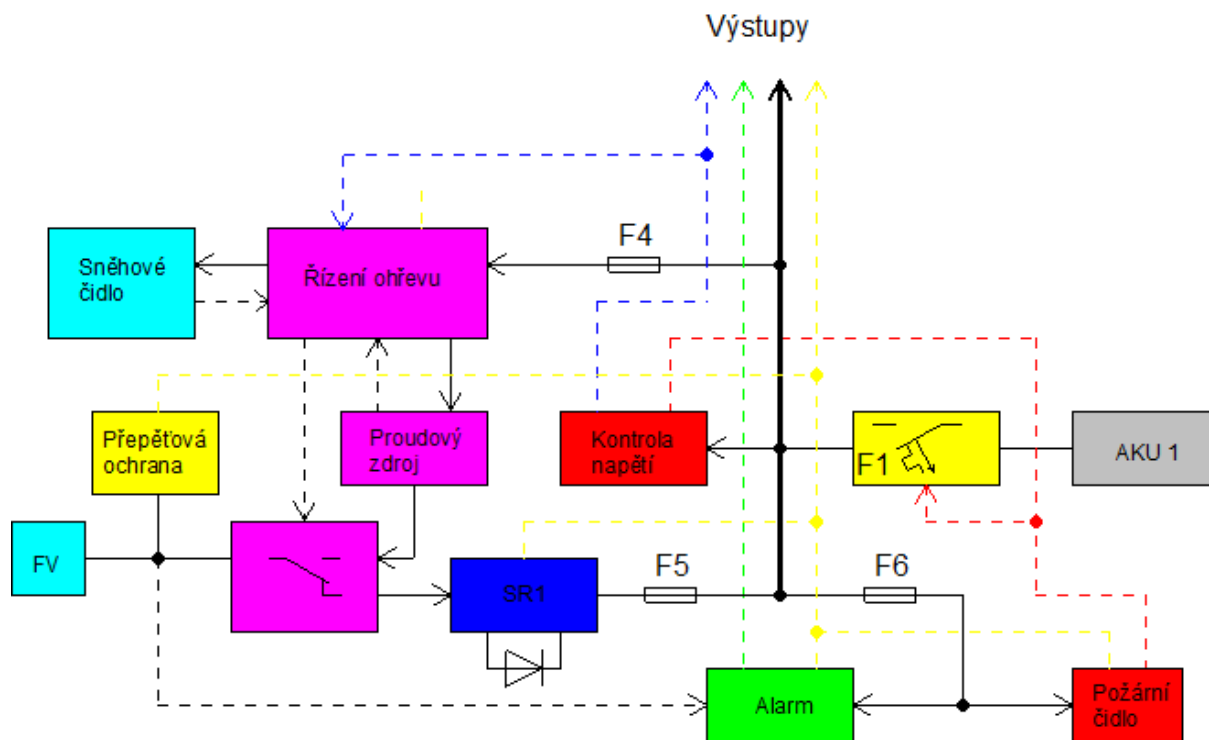 Výstupy
F4
Sněhové
čidlo
Řízení ohřevu
Přepěťová
ochrana
Proudový
zdroj
Kontrola
napětí
F1
AKU 1
FV
SR1
F5
F6
Alarm
Požární
čidlo